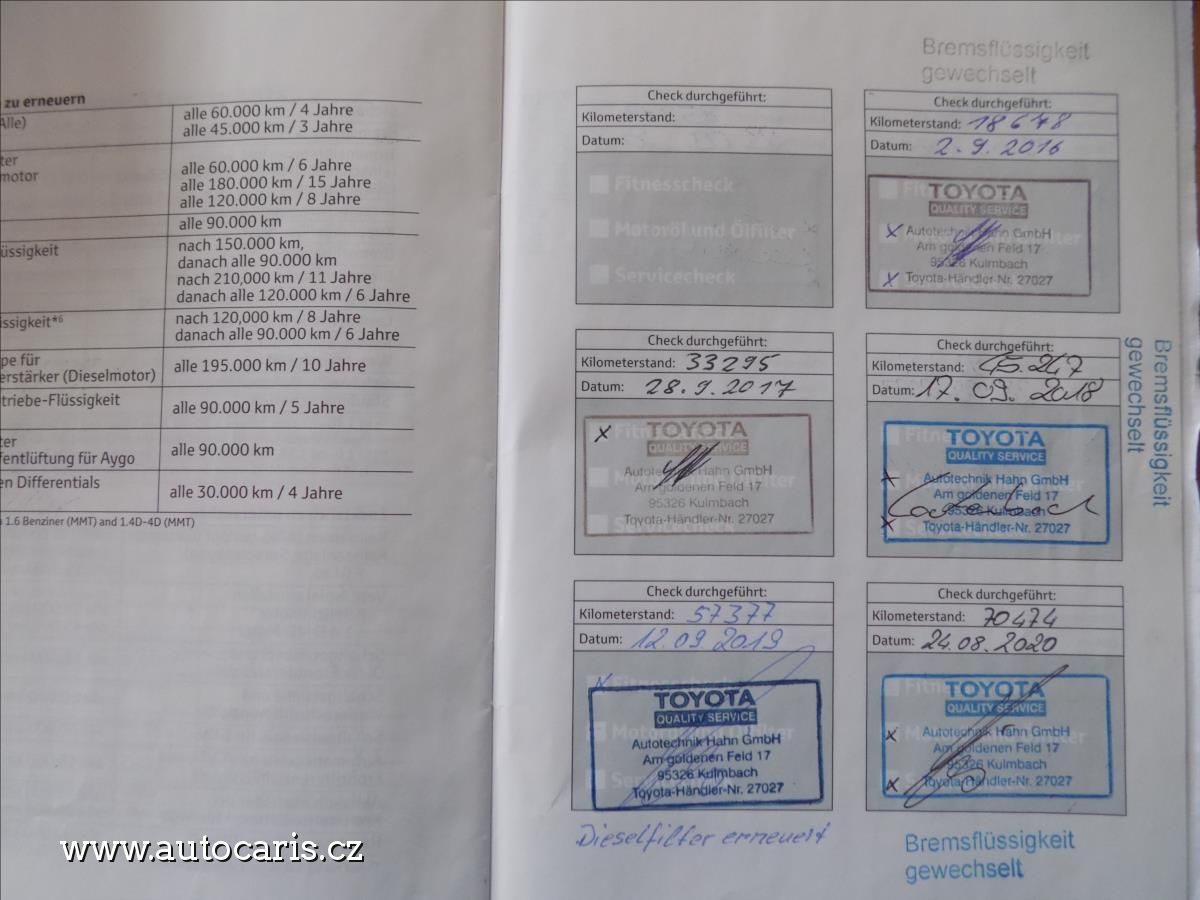 zu erneuern
Alle)
alle 60.000 km / 4 Jahre
alle 45.000 km / 3 Jahre
ter
motor
alle 60.000 km / 6 Jahre
alle 180.000 km / 15 Jahre
alle 120.000 km / 8 Jahre
alle 90.000 km
üssigkeit
nach 150.000 km,
danach alle 90.000 km
nach 210,000 km / 11 Jahre
danach alle 120.000 km / 6 Jahre
issigkeit*6
nach 120,000 km / 8 Jahre
danach alle 90.000 km / 6 Jahre
pe für
erstärker (Dieselmotor)
alle 195.000 km / 10 Jahre
triebe-Flüssigkeit
alle 90.000 km / 5 Jahre
ter
fentlüftung für Aygo
alle 90.000 km
en Differentials
alle 30.000 km / 4 Jahre
1.6 Benziner (MMT) and 1.4D-4D (MMT)
Bremsflüssigkeit
gewechselt
Check durchgeführt:
Kilometerstand:
Datum:
Fitnesscheck
Motoröl und Ölfilter
Servicecheck
Check durchgeführt:
Kilometerstand: 18678
Datum: 2.9.2016
TOYOTA
QUALITY SERVICE
X Autotechnik Hahn GmbH
Am goldenen Feld 17
95326 Kulmbach
X Toyota-Händler-Nr. 27027
Check durchgeführt:
Kilometerstand: 33295
Datum: 28.9.2017
X
TOYOTA
QUALITY SERVICE
Autotechnik Hahn GmbH
Am goldenen Feld 17
95326 Kulmbach
Toyota-Händler-Nr. 27027
Servicecheck
Check durchgeführt:
Kilometerstand: 45.247
Datum: 17.09.2018
TOYOTA
QUALITY SERVICE
X Autotechnik Hahn GmbH
Am goldenen Feld 17
95326 Kulmbach
X Toyota-Händler-Nr. 27027
Bremsflüssigkeit
gewechselt
Check durchgeführt:
Kilometerstand: 57377
Datum: 12.09.2019
X Fitnesscheck
TOYOTA
QUALITY SERVICE
Autotechnik Hahn GmbH
Am goldenen Feld 17
95326 Kulmbach
Toyota-Händler-Nr. 27027
Dieselfilter erneuert
Check durchgeführt:
Kilometerstand: 70474
Datum: 24.08.2020
TOYOTA
QUALITY SERVICE
X Autotechnik Hahn GmbH
Am goldenen Feld 17
95326 Kulmbach
X Toyota-Händler-Nr. 27027
Bremsflüssigkeit
gewechselt
www.autocaris.cz